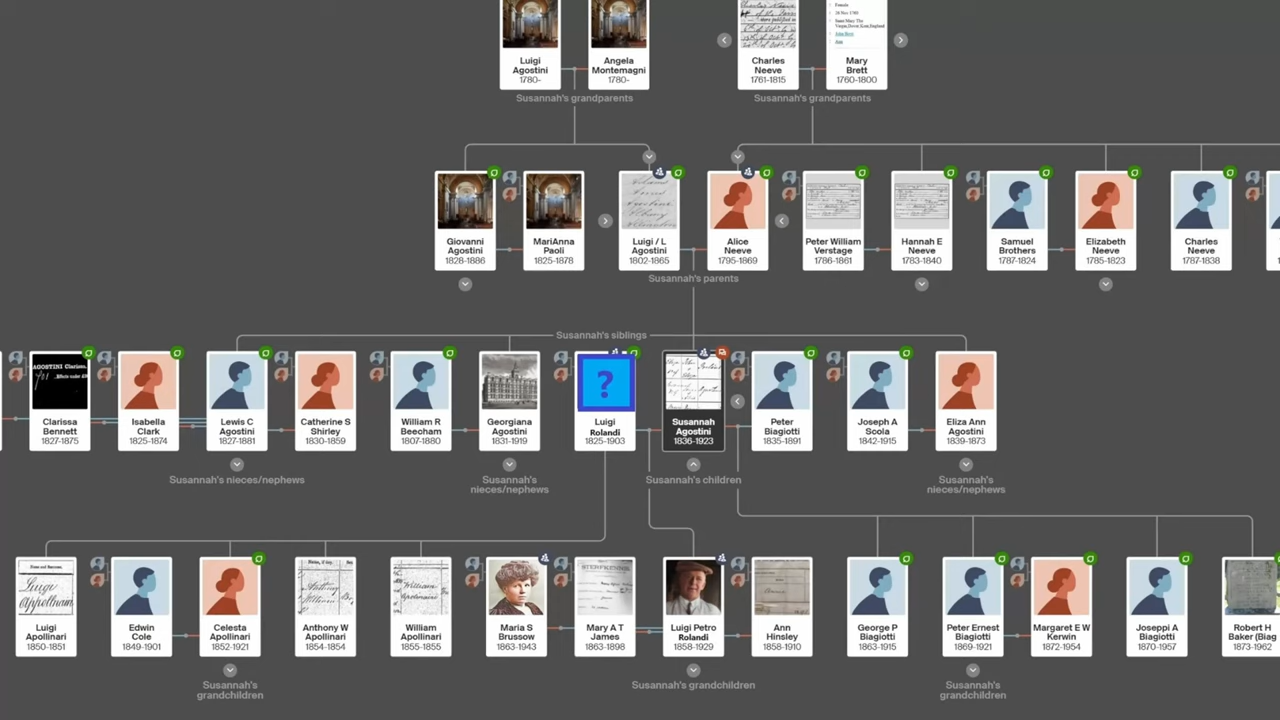 Luigi
Agostini
1780-
Angela
Montemagni
1780-
Charles
Neeve
1761-1815
Mary
Brett
1760-1800
Susannah's grandparents
Susannah's grandparents
Giovanni
Agostini
1828-1886
MariAnna
Paoli
1825-1878
Luigi / L
Agostini
1802-1865
Alice
Neeve
1795-1869
Peter William
Verstage
1786-1861
Hannah E
Neeve
1783-1840
Samuel
Brothers
1787-1824
Elizabeth
Neeve
1785-1823
Charles
Neeve
1787-1838
Susannah's parents
Susannah's siblings
AGOSTINI Clarissa.
Clarissa
Bennett
1827-1875
Isabella
Clark
1825-1874
Lewis C
Agostini
1827-1881
Catherine S
Shirley
1830-1859
William R
Beecham
1807-1880
Georgiana
Agostini
1831-1919
?
Luigi
Rolandi
1825-1903
Susannah
Agostini
1836-1923
Peter
Biagiotti
1835-1891
Joseph A
Scola
1842-1915
Eliza Ann
Agostini
1839-1873
Susannah's nieces/nephews
Susannah's
nieces/nephews
Susannah's children
Susannah's
nieces/nephews
Luigi
Appolinari
Luigi
Apollinari
1850-1851
Edwin
Cole
1849-1901
Celesta
Apollinari
1852-1921
Anthony W
Apollinari
1854-1854
William
Apollinari
1855-1855
Maria S
Brussow
1863-1943
Mary A T
James
1863-1898
Luigi Petro
Rolandi
1858-1929
Ann
Hinsley
1858-1910
George P
Biagiotti
1863-1915
Peter Ernest
Biagiotti
1869-1921
Margaret E W
Kerwin
1872-1954
Joseppi A
Biagiotti
1870-1957
Robert H
Baker (Biag
1873-1962
Susannah's
grandchildren
Susannah's grandchildren
Susannah's
grandchildren